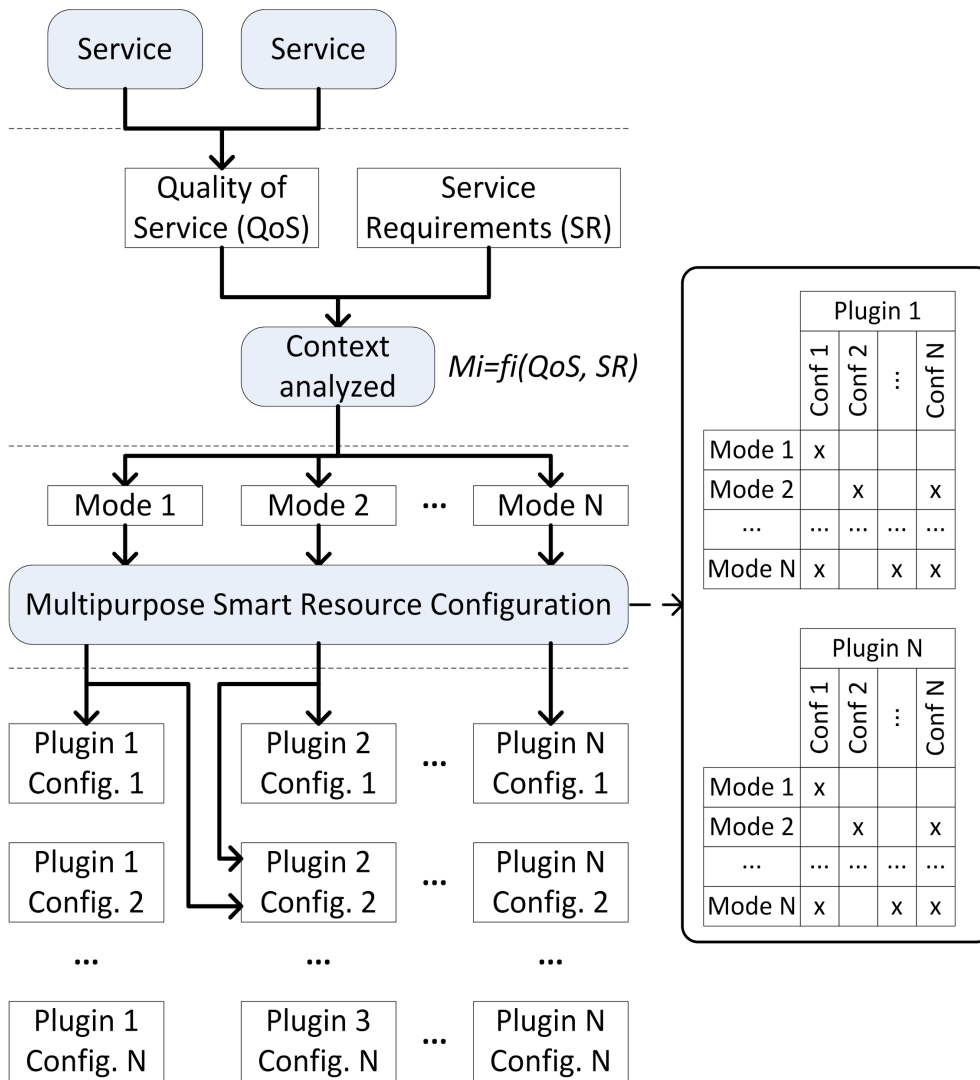 Service
Service
Quality of
Service (QoS)
Service
Requirements (SR)
Context
analyzed
Mi=fi(QoS, SR)
Mode 1
Mode 2
...
Mode N
Multipurpose Smart Resource Configuration
Plugin 1
Config. 1
Plugin 2
Config. 1
...
Plugin N
Config. 1
Plugin 1
Config. 2
Plugin 2
Config. 2
...
Plugin N
Config. 2
...
...
...
Plugin 1
Config. N
Plugin 3
Config. N
...
Plugin N
Config. N
Plugin 1
Conf 1 Conf 2 ... Conf N
Mode 1 x
Mode 2 x x
... ... ... ... ...
Mode N x x x
Plugin N
Conf 1 Conf 2 ... Conf N
Mode 1 x
Mode 2 x x
... ... ... ... ...
Mode N x x x